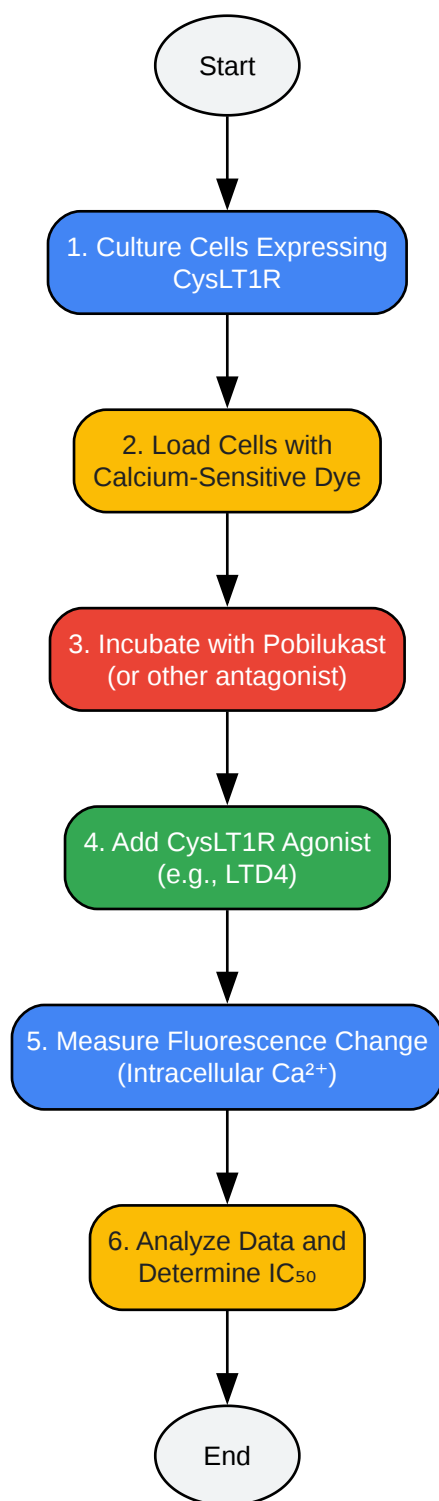 Start
1. Culture Cells Expressing
CysLT1R
2. Load Cells with
Calcium-Sensitive Dye
3. Incubate with Pobilukast
(or other antagonist)
4. Add CysLT1R Agonist
(e.g., LTD4)
5. Measure Fluorescence Change
(Intracellular Ca²⁺)
6. Analyze Data and
Determine IC₅₀
End